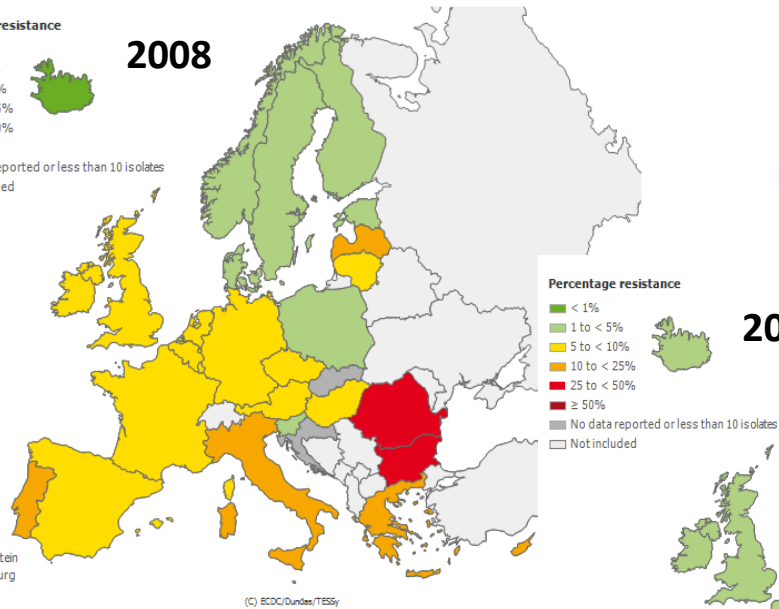 resistance
2008
%
%
%
eported or less than 10 isolates
ed
tein
urg
(C) ECDC/Dundas/TESSy
Percentage resistance
< 1%
1 to < 5%
5 to < 10%
10 to < 25%
25 to < 50%
≥ 50%
No data reported or less than 10 isolates
Not included
20